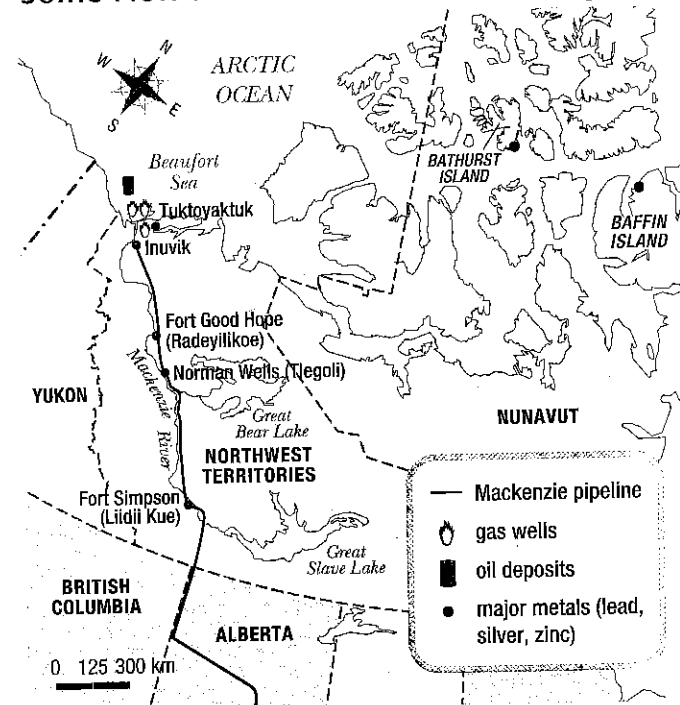 N
W
E
S
ARCTIC
OCEAN
Beaufort
Sea
BATHURST
ISLAND
BAFFIN
ISLAND
Tuktoyaktuk
Inuvik
Fort Good Hope
(Radeyilikoe)
Norman Wells (Tlegoli)
Mackenzie River
YUKON
Great
Bear Lake
NUNAVUT
NORTHWEST
TERRITORIES
Fort Simpson
(Liidii Kue)
Great
Slave Lake
BRITISH
COLUMBIA
ALBERTA
0 125 300 km
Mackenzie pipeline
gas wells
oil deposits
major metals (lead,
silver, zinc)